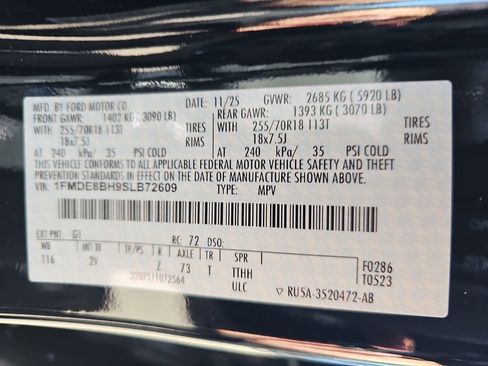 MFD. BY FORD MOTOR CO.
DATE: 11/25 GVWR: 2685 KG ( 5920 LB)
FRONT GAWR: 1402 KG ( 3090 LB) REAR GAWR: 1393 KG ( 3070 LB)
WITH 255/70R18 113T TIRES WITH 255/70R18 113T TIRES
18x7.5J RIMS 18x7.5J RIMS
AT 240 kPa/ 35 PSI COLD AT 240 kPa/ 35 PSI COLD
THIS VEHICLE CONFORMS TO ALL APPLICABLE FEDERAL MOTOR VEHICLE SAFETY AND THEFT
PREVENTION STANDARDS IN EFFECT ON THE DATE OF MANUFACTURE SHOWN ABOVE.
VIN: 1FMDE8BH9SLB72609 TYPE: MPV
EXT PNT: G1 RC: 72 DSO:
WB INT TR TP/PS R AXLE TR SPR
116 2V Z 73 T TTHH
ULC
F0286
T0523
3202511072564
▽ RU5A-3520472-AB